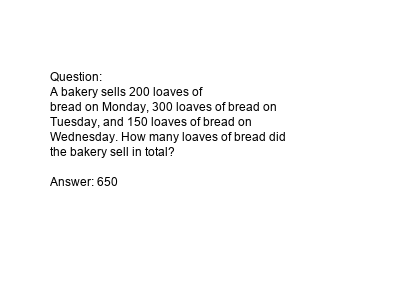 Question:
A bakery sells 200 loaves of
bread on Monday, 300 loaves of bread on
Tuesday, and 150 loaves of bread on
Wednesday. How many loaves of bread did
the bakery sell in total?
Answer: 650